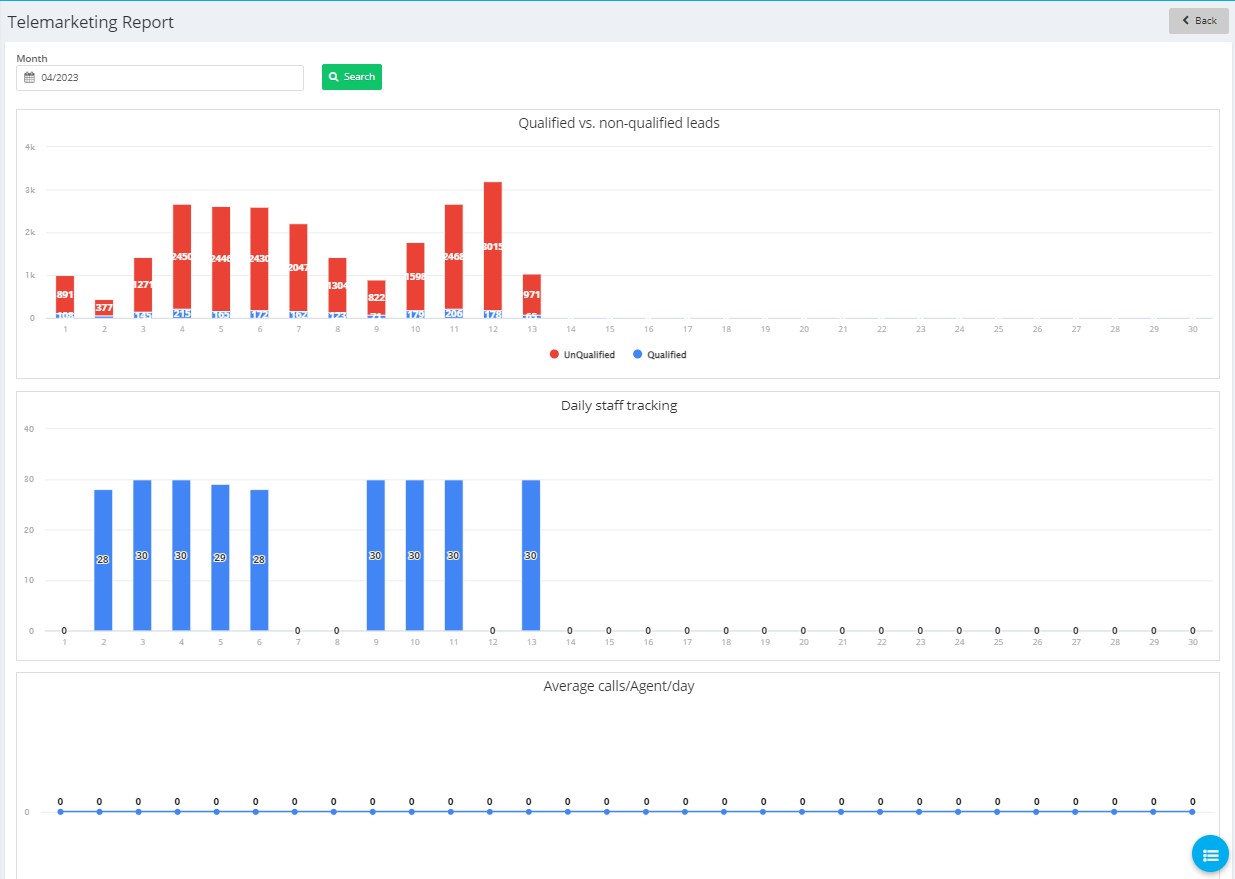 Telemarketing Report
Back
Month
04/2023
Search
Qualified vs. non-qualified leads
4k
3k
2k
1k
0
891 377 1271 2450 2446 2430 2047 1304 822 1598 2468 3015 971
108 145 215 165 172 162 123 179 206 178
1 2 3 4 5 6 7 8 9 10 11 12 13 14 15 16 17 18 19 20 21 22 23 24 25 26 27 28 29 30
UnQualified Qualified
Daily staff tracking
40
30
20
10
0
0 28 30 30 29 28 0 0 30 30 30 0 30 0 0 0 0 0 0 0 0 0 0 0 0 0 0 0 0 0
1 2 3 4 5 6 7 8 9 10 11 12 13 14 15 16 17 18 19 20 21 22 23 24 25 26 27 28 29 30
Average calls/Agent/day
0 0 0 0 0 0 0 0 0 0 0 0 0 0 0 0 0 0 0 0 0 0 0 0 0 0 0 0 0 0
0